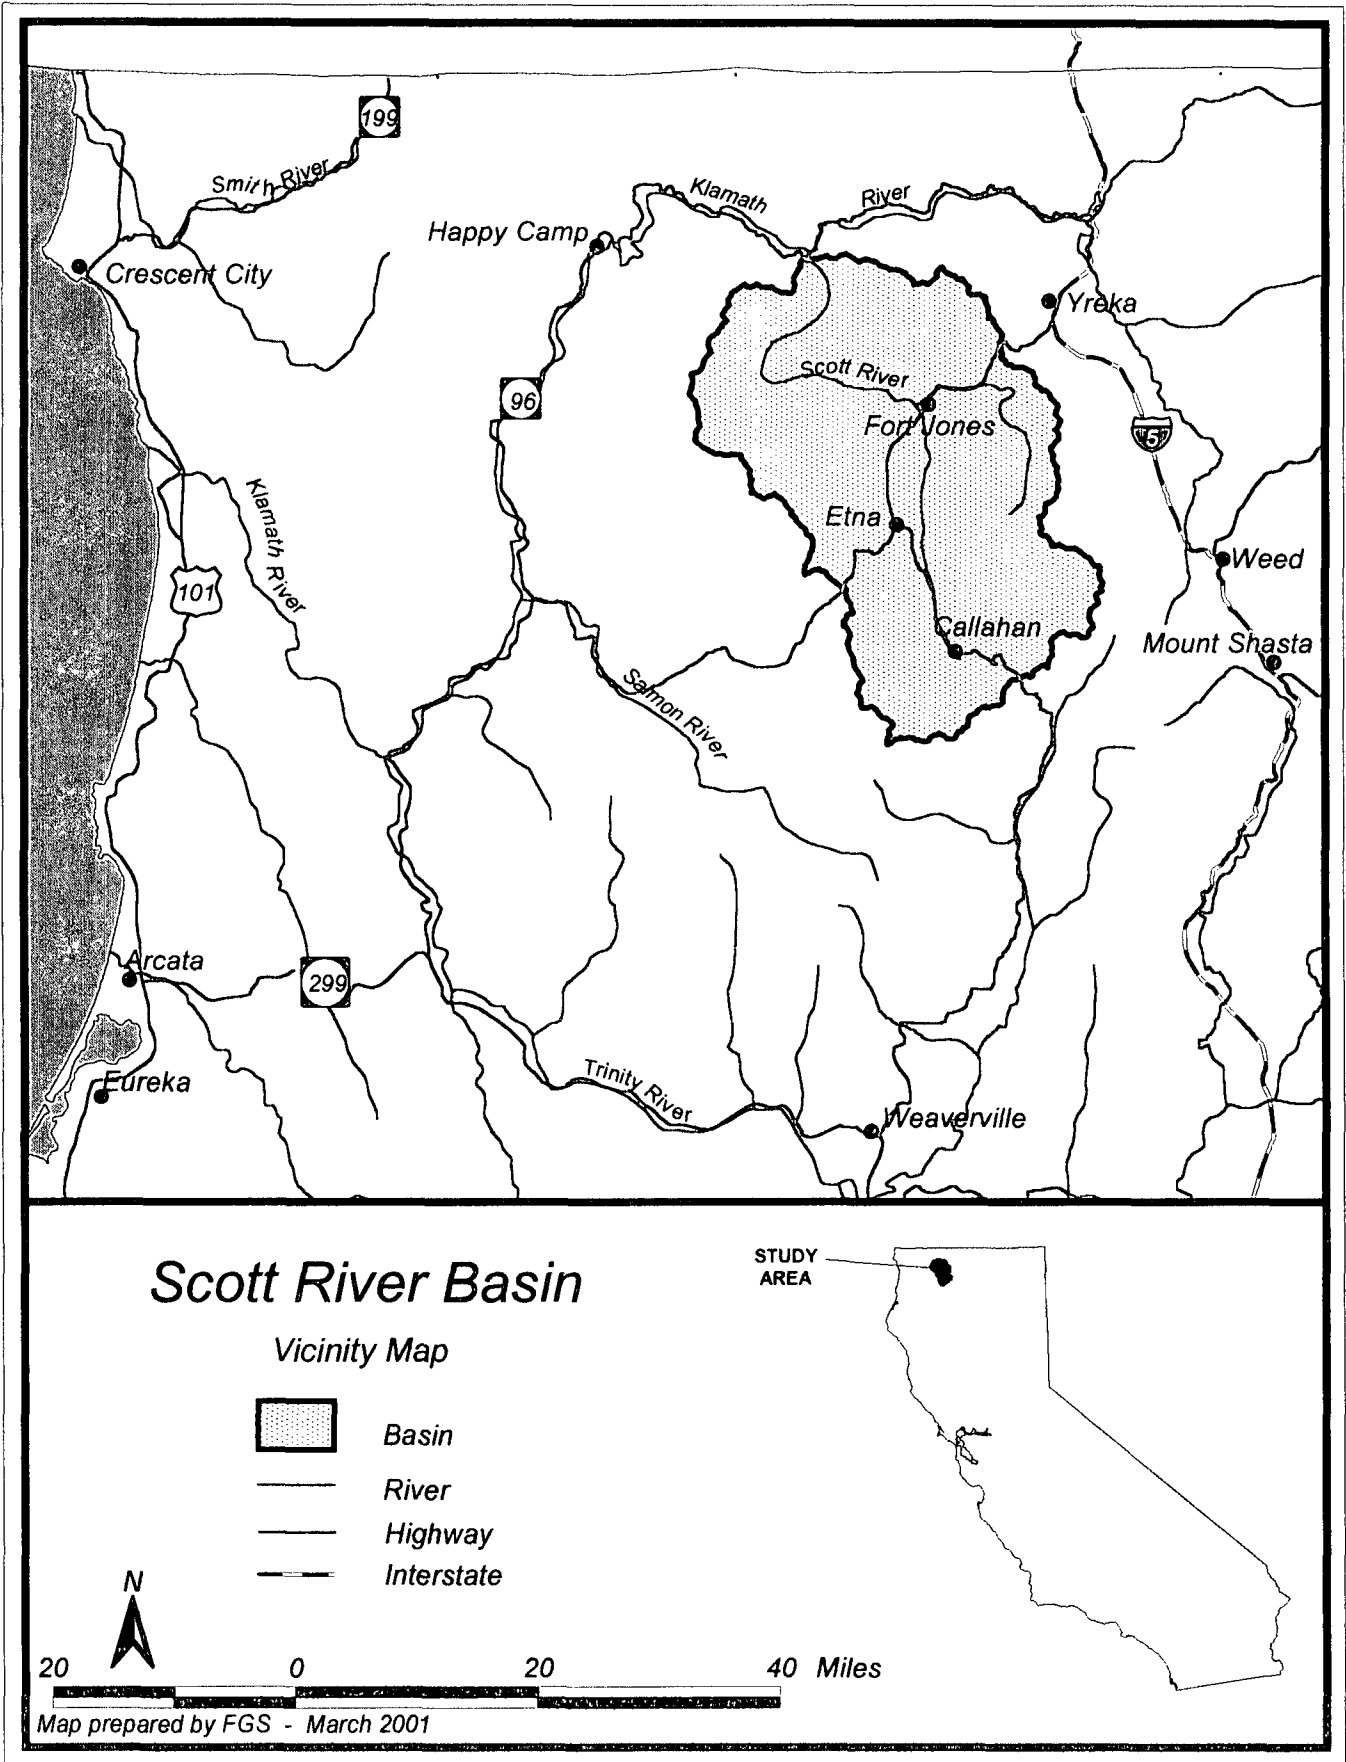 199
Smith River
Klamath
River
Happy Camp
Crescent City
Yreka
Scott River
96
Fort Jones
5
Klamath River
Etna
Weed
101
Callahan
Mount Shasta
Salmon River
Arcata
299
Trinity River
Eureka
Weaverville
Scott River Basin
Vicinity Map
Basin
River
Highway
Interstate
STUDY
AREA
N
20 0 20 40 Miles
Map prepared by FGS - March 2001